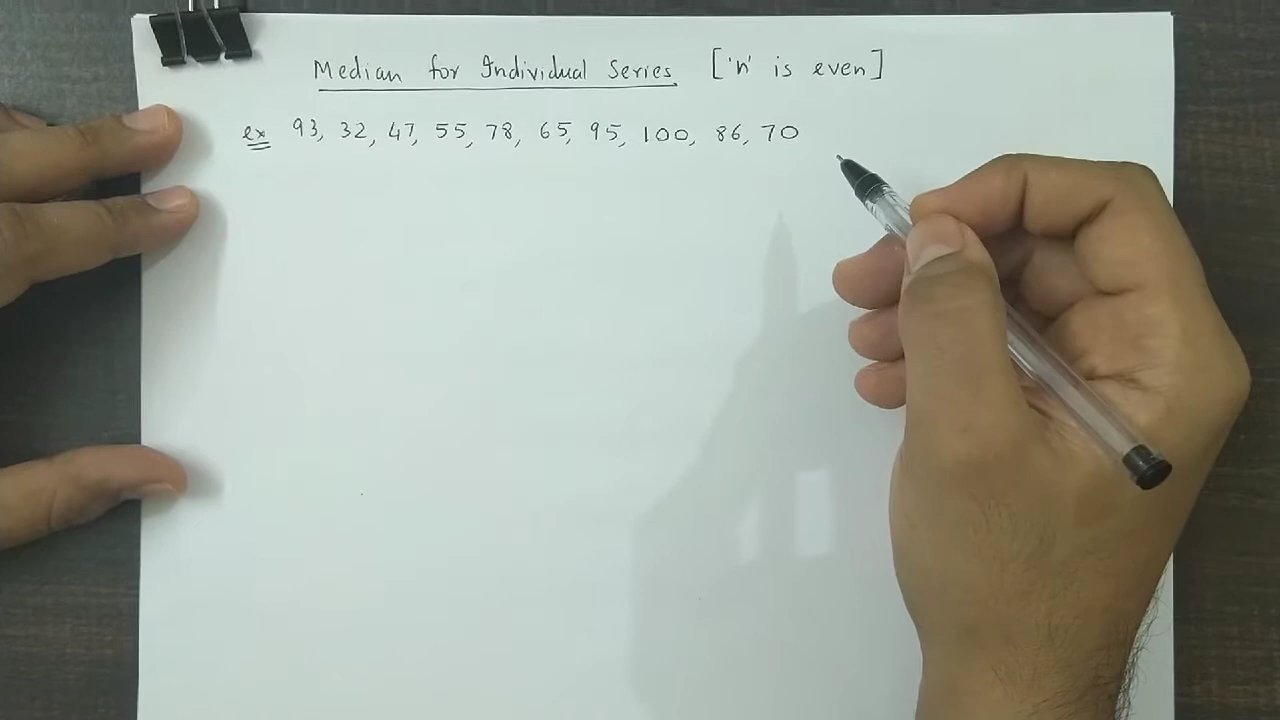 Median for Individual Series ['n' is even]
ex 93, 32, 47, 55, 78, 65, 95, 100, 86, 70